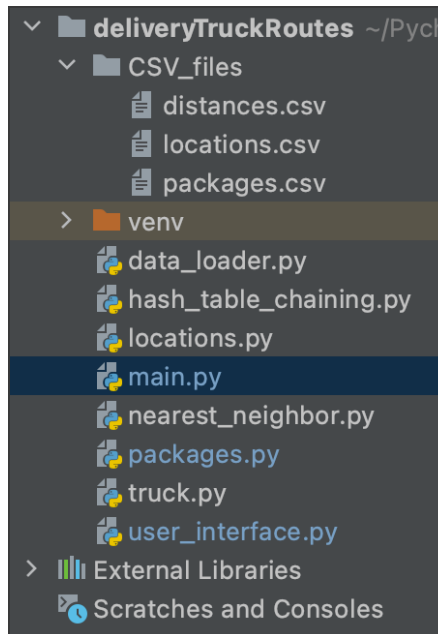 deliveryTruckRoutes ~/Pych
CSV_files
distances.csv
locations.csv
packages.csv
venv
data_loader.py
hash_table_chaining.py
locations.py
main.py
nearest_neighbor.py
packages.py
truck.py
user_interface.py
External Libraries
Scratches and Consoles